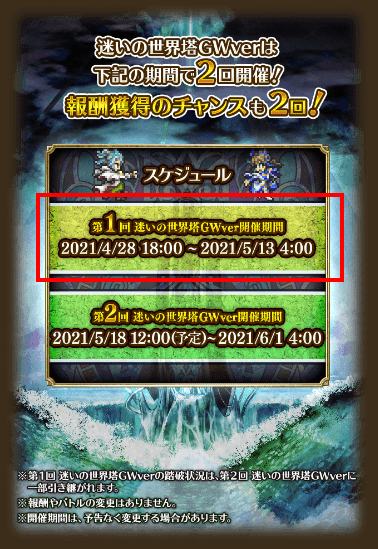 迷いの世界塔GWverは
下記の期間で2回開催!
報酬獲得のチャンスも2回!
スケジュール
第1回 迷いの世界塔GWver開催期間
2021/4/28 18:00 ~ 2021/5/13 4:00
第2回 迷いの世界塔GWver開催期間
2021/5/18 12:00(予定)~2021/6/1 4:00
※第1回 迷いの世界塔GWverの踏破状況は、第2回 迷いの世界塔GWverに
一部引き継がれます。
※報酬やバトルの変更はありません。
※開催期間は、予告なく変更する場合があります。